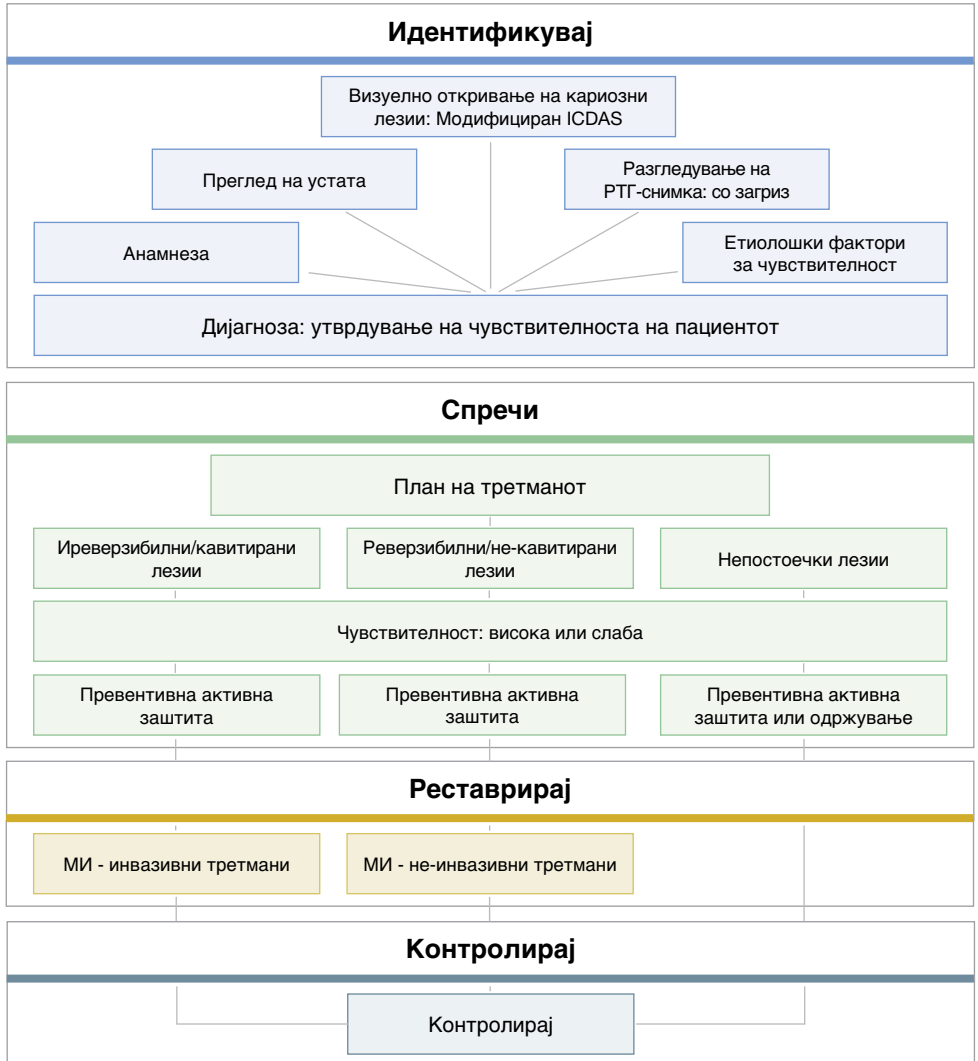 Идентификувај
Визуелно откривање на кариозни
лезии: Модифициран ICDAS
Преглед на устата
Разгледување на
РТГ-снимка: со загриз
Анамнеза
Етиолошки фактори
за чувствителност
Дијагноза: утврдување на чувствителноста на пациентот
Спречи
План на третманот
Иреверзибилни/кавитирани
лезии
Реверзибилни/не-кавитирани
лезии
Непостоечки лезии
Чувствителност: висока или слаба
Превентивна активна
заштита
Превентивна активна
заштита
Превентивна активна
заштита или одржување
Реставрирај
МИ - инвазивни третмани
МИ - не-инвазивни третмани
Контролирај
Контролирај